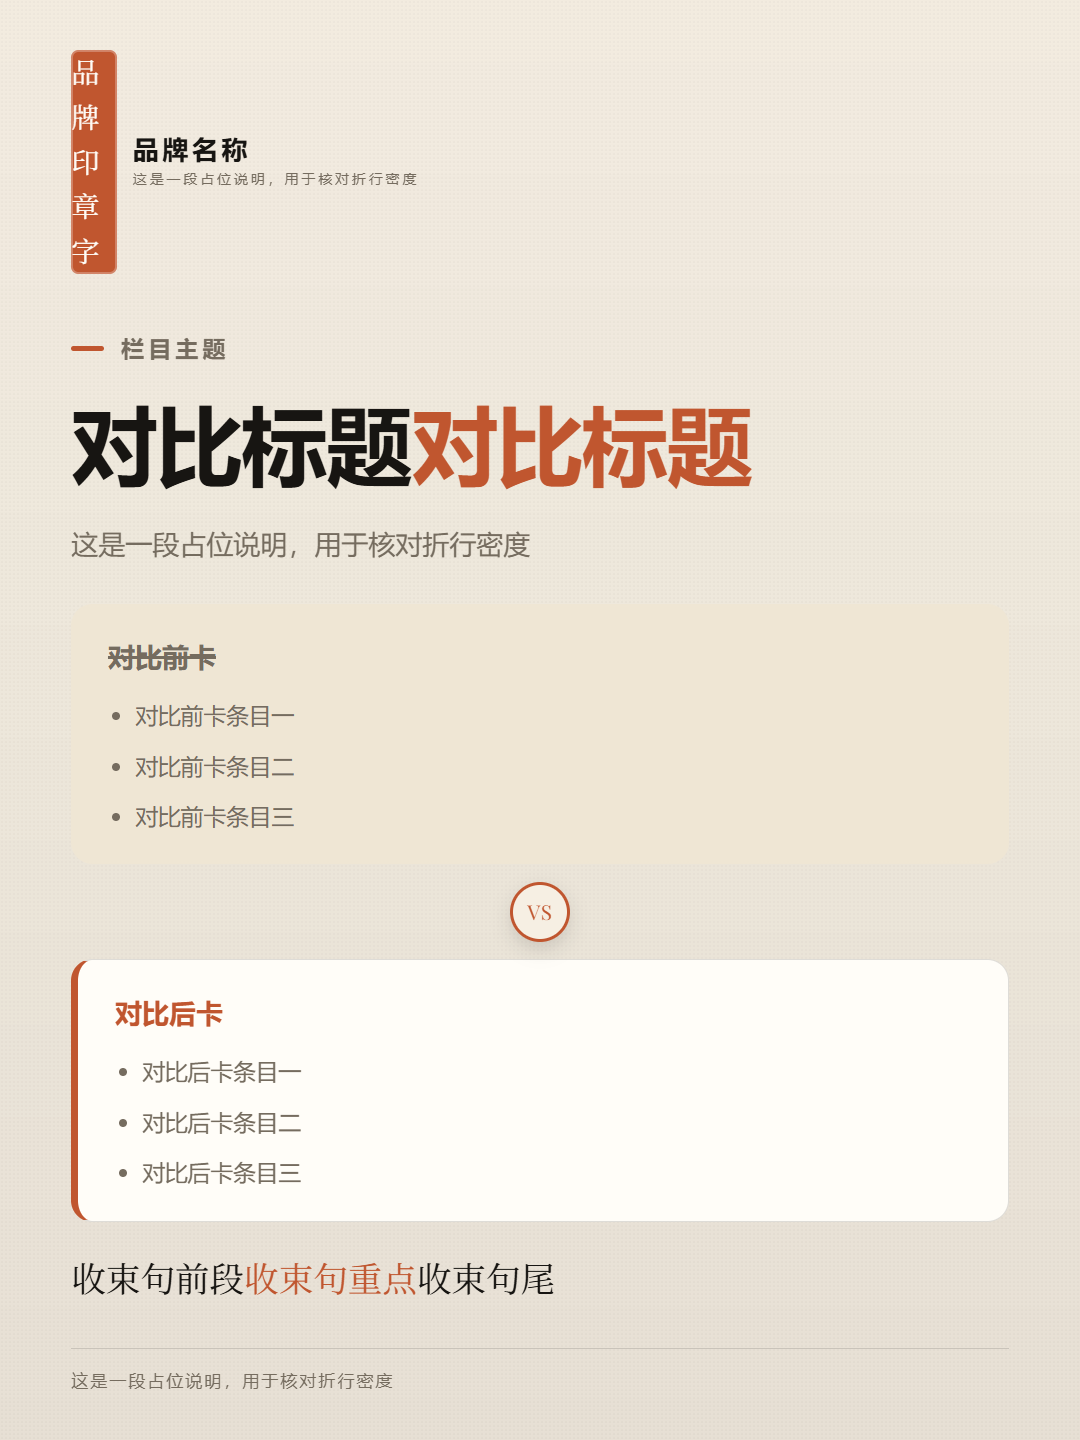 品牌印章字
品牌名称
这是一段占位说明，用于核对折行密度
栏目主题
对比标题对比标题
这是一段占位说明，用于核对折行密度
对比前卡
对比前卡条目一
对比前卡条目二
对比前卡条目三
VS
对比后卡
对比后卡条目一
对比后卡条目二
对比后卡条目三
收束句前段收束句重点收束句尾
这是一段占位说明，用于核对折行密度